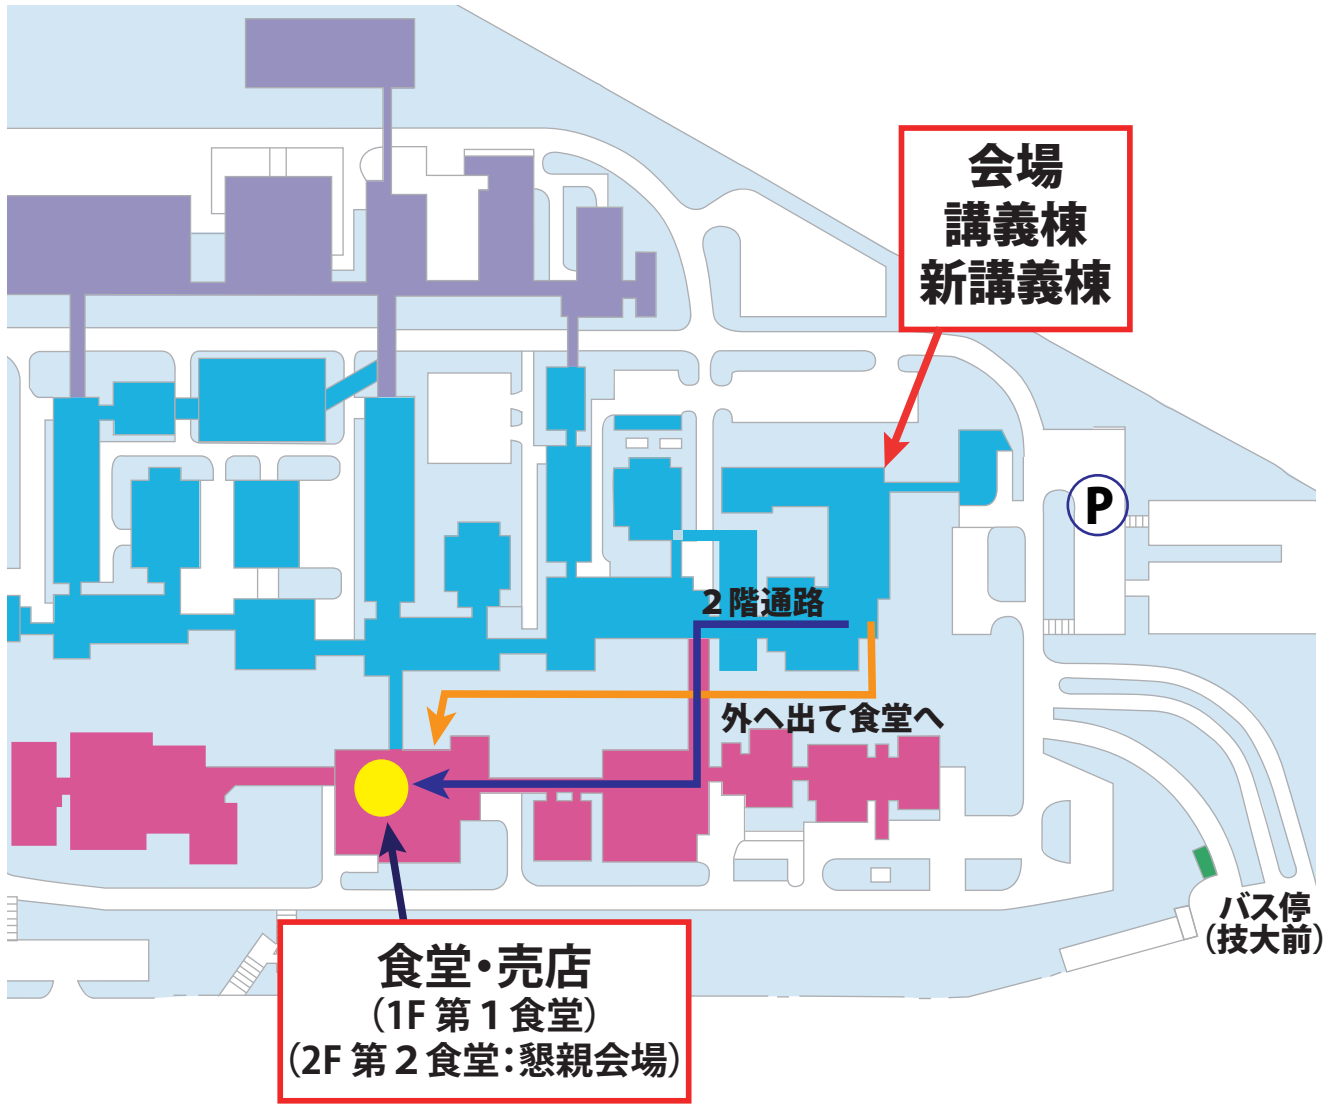 会場
講義棟
新講義棟
P
２階通路
外へ出て食堂へ
バス停
（技大前）
食堂・売店
（1F 第１食堂）
（2F 第２食堂：懇親会場）